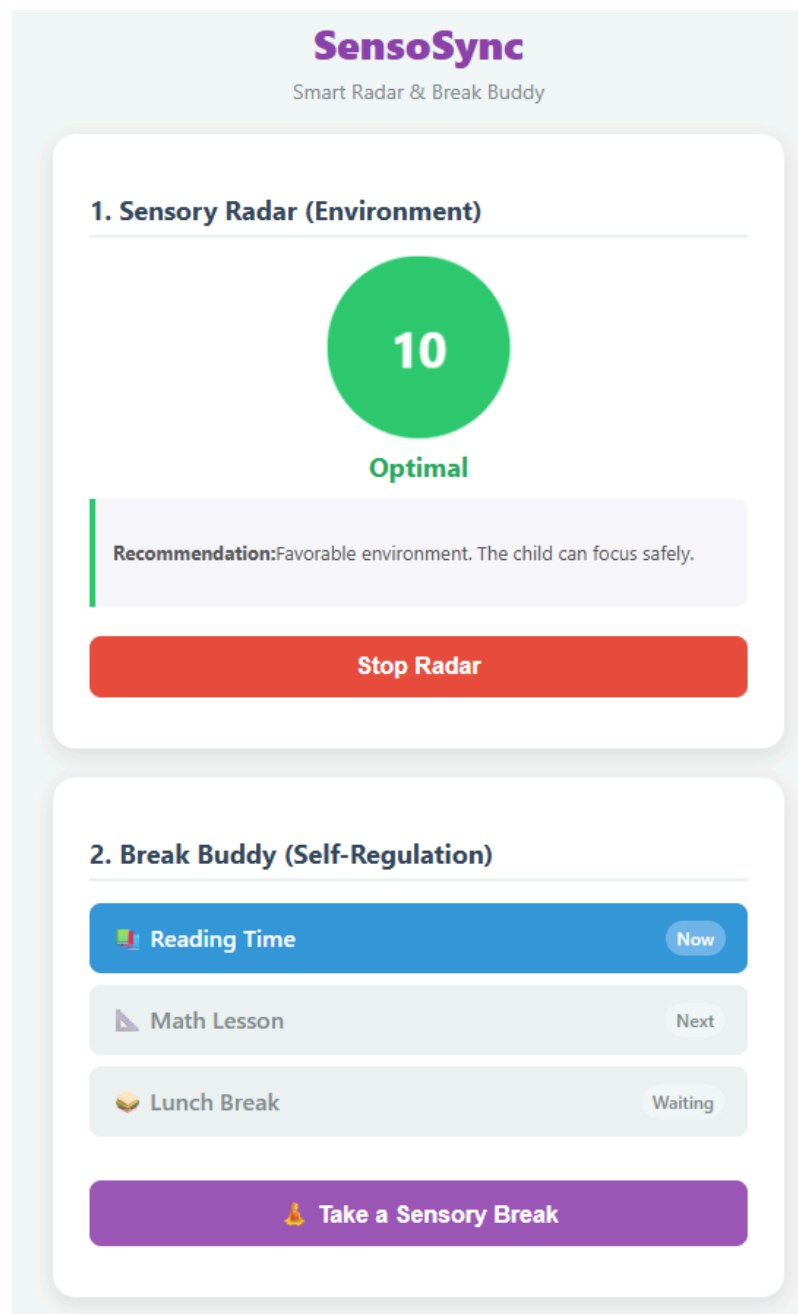 SensoSync
Smart Radar & Break Buddy
1. Sensory Radar (Environment)
10
Optimal
Recommendation:Favorable environment. The child can focus safely.
Stop Radar
2. Break Buddy (Self-Regulation)
Reading Time Now
Math Lesson Next
Lunch Break Waiting
Take a Sensory Break